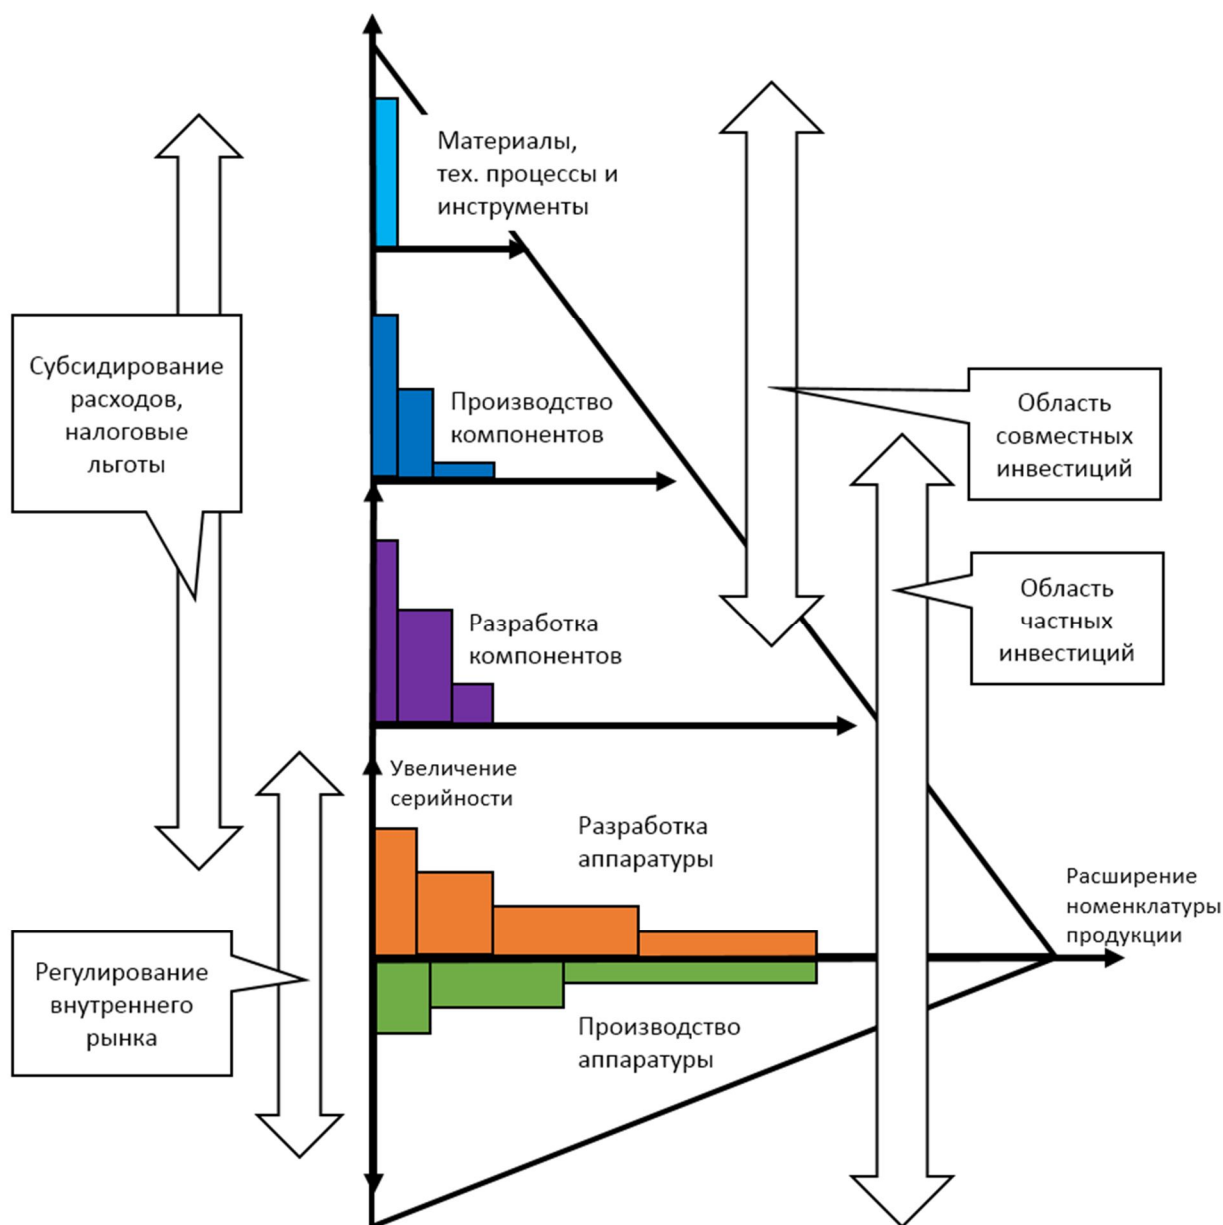 Материалы,
тех. процессы и
инструменты
Субсидирование
расходов,
налоговые
льготы
Производство
компонентов
Область
совместных
инвестиций
Область
частных
инвестиций
Разработка
компонентов
Увеличение
серийности
Разработка
аппаратуры
Расширение
номенклатуры
продукции
Регулирование
внутреннего
рынка
Производство
аппаратуры